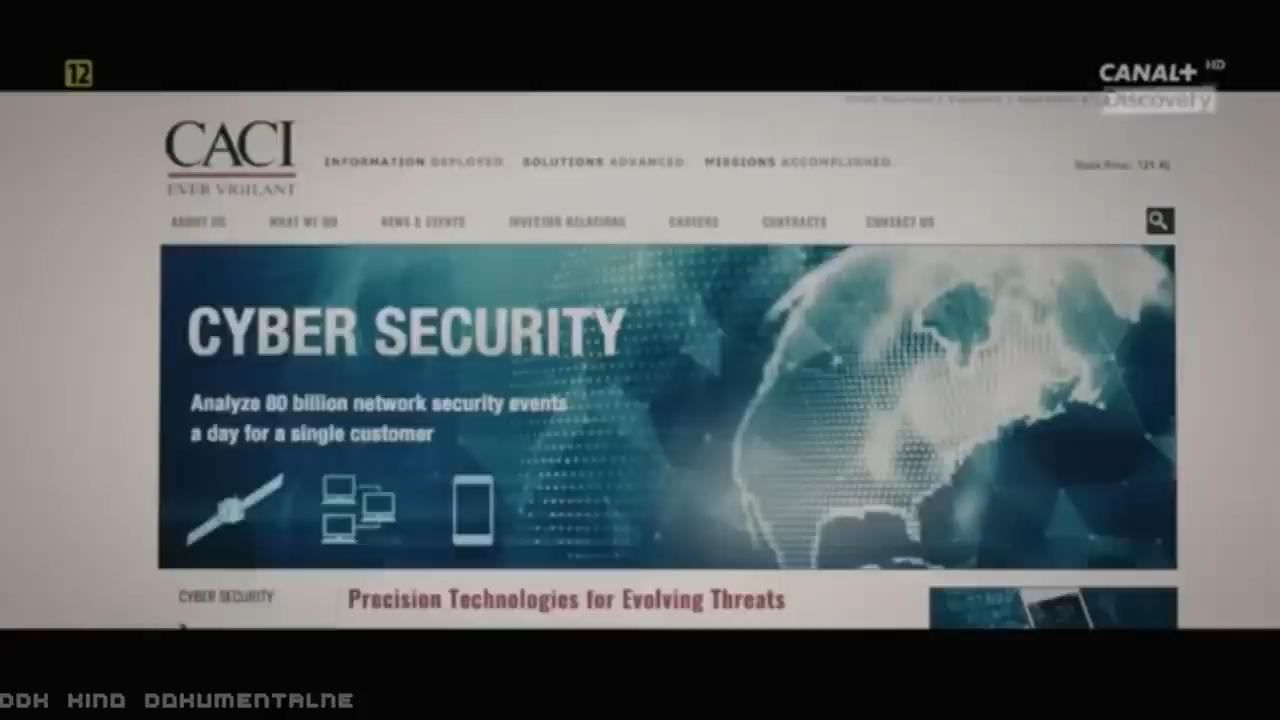 12
CANAL+ HD
Discovery
CACI
EVER VIGILANT
INFORMATION DEPLOYED SOLUTIONS ADVANCED MISSIONS ACCOMPLISHED
ABOUT US WHAT WE DO NEWS & EVENTS INVESTOR RELATIONS CAREERS CONTRACTS CONTACT US
CYBER SECURITY
Analyze 80 billion network security events
a day for a single customer
CYBER SECURITY
Precision Technologies for Evolving Threats
DDK KINO DOKUMENTALNE